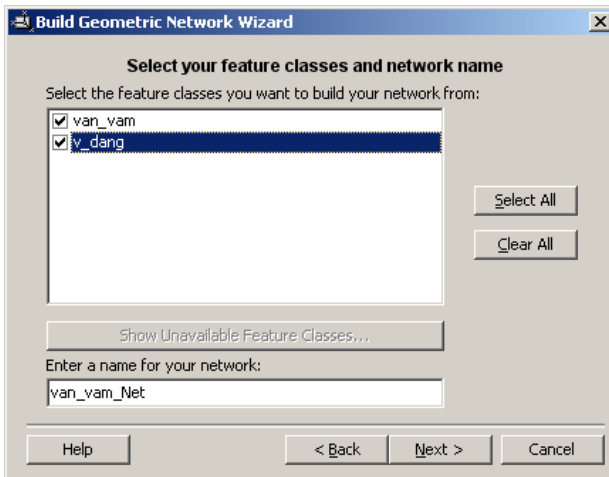 Build Geometric Network Wizard
Select your feature classes and network name
Select the feature classes you want to build your network from:
van_vam
v_dang
Select All
Clear All
Show Unavailable Feature Classes...
Enter a name for your network:
van_vam_Net
Help
< Back
Next >
Cancel